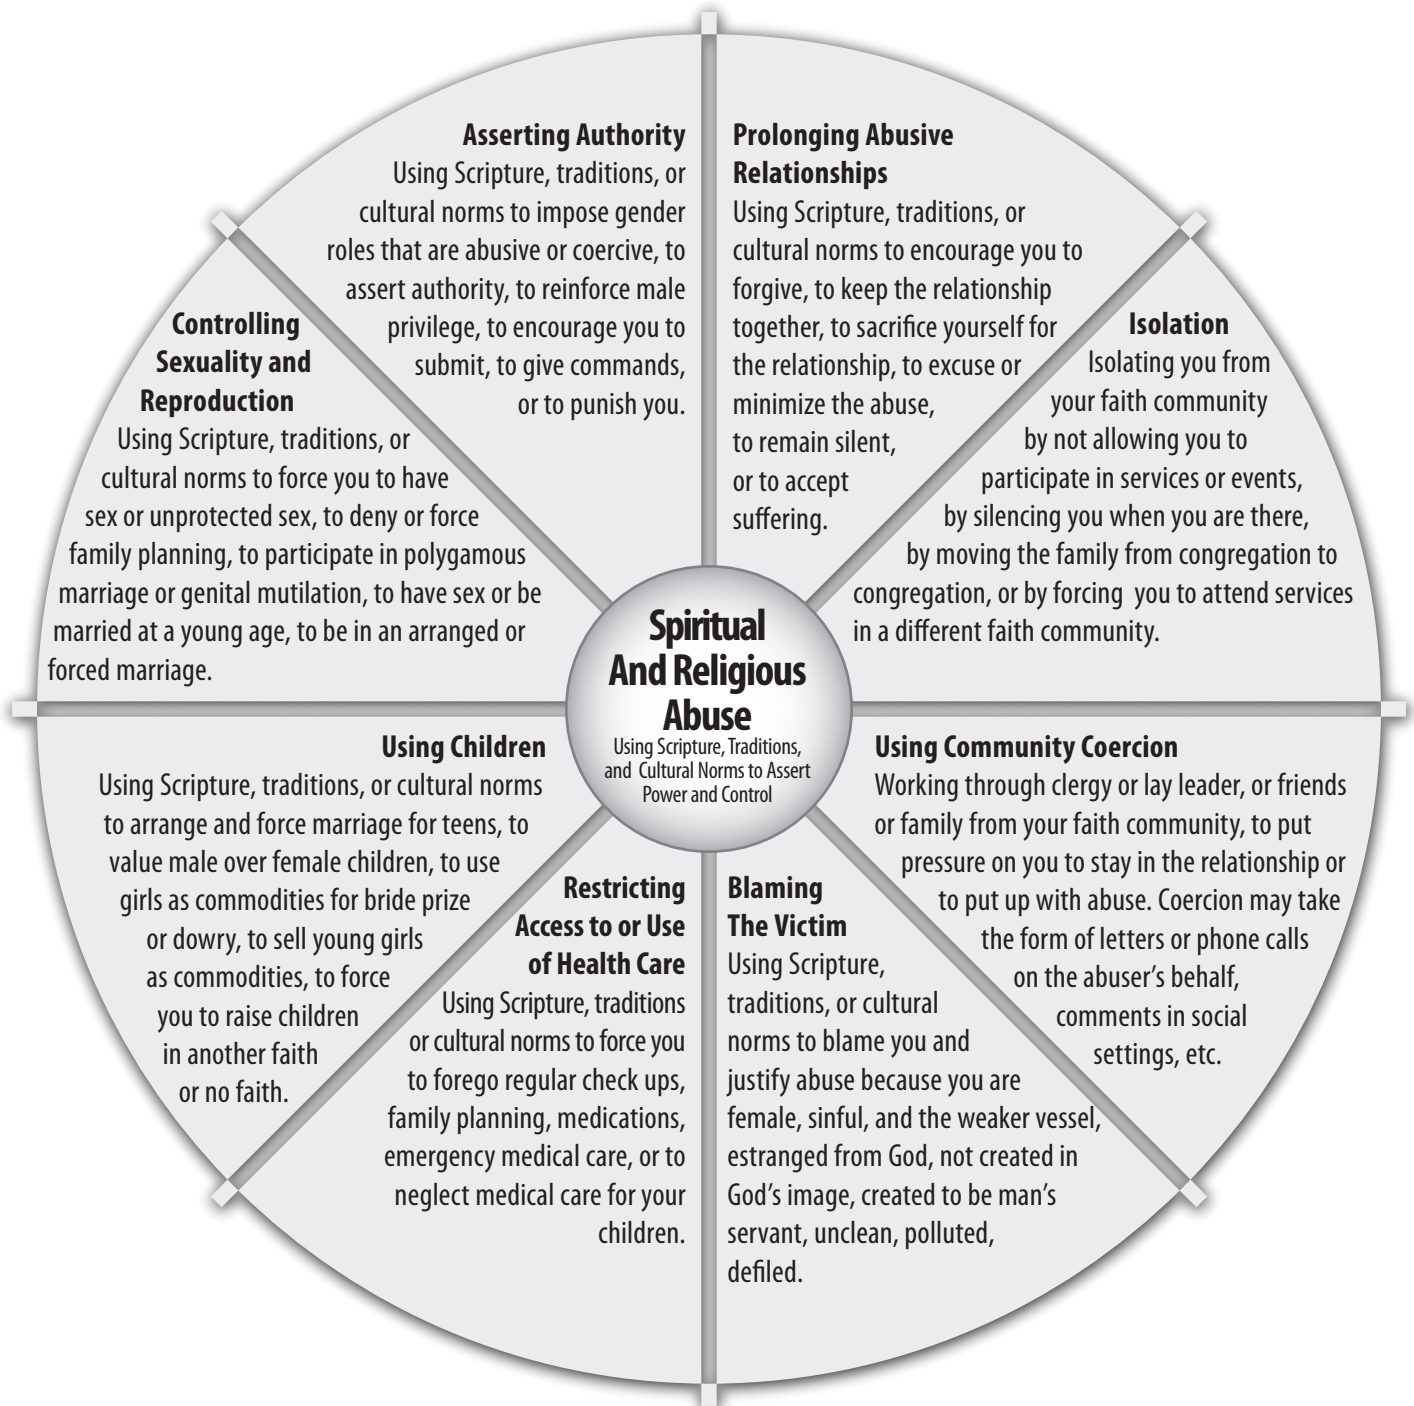 Asserting Authority
Using Scripture, traditions, or
cultural norms to impose gender
roles that are abusive or coercive, to
assert authority, to reinforce male
privilege, to encourage you to
submit, to give commands,
or to punish you.
Prolonging Abusive
Relationships
Using Scripture, traditions, or
cultural norms to encourage you to
forgive, to keep the relationship
together, to sacrifice yourself for
the relationship, to excuse or
minimize the abuse,
to remain silent,
or to accept
suffering.
Controlling
Sexuality and
Reproduction
Using Scripture, traditions, or
cultural norms to force you to have
sex or unprotected sex, to deny or force
family planning, to participate in polygamous
marriage or genital mutilation, to have sex or be
married at a young age, to be in an arranged or
forced marriage.
Isolation
Isolating you from
your faith community
by not allowing you to
participate in services or events,
by silencing you when you are there,
by moving the family from congregation to
congregation, or by forcing you to attend services
in a different faith community.
Spiritual
And Religious
Abuse
Using Scripture, Traditions,
and Cultural Norms to Assert
Power and Control
Using Children
Using Scripture, traditions, or cultural norms
to arrange and force marriage for teens, to
value male over female children, to use
girls as commodities for bride prize
or dowry, to sell young girls
as commodities, to force
you to raise children
in another faith
or no faith.
Using Community Coercion
Working through clergy or lay leader, or friends
or family from your faith community, to put
pressure on you to stay in the relationship or
to put up with abuse. Coercion may take
the form of letters or phone calls
on the abuser's behalf,
comments in social
settings, etc.
Restricting
Access to or Use
of Health Care
Using Scripture, traditions
or cultural norms to force you
to forego regular check ups,
family planning, medications,
emergency medical care, or to
neglect medical care for your
children.
Blaming
The Victim
Using Scripture,
traditions, or cultural
norms to blame you and
justify abuse because you are
female, sinful, and the weaker vessel,
estranged from God, not created in
God's image, created to be man's
servant, unclean, polluted,
defiled.